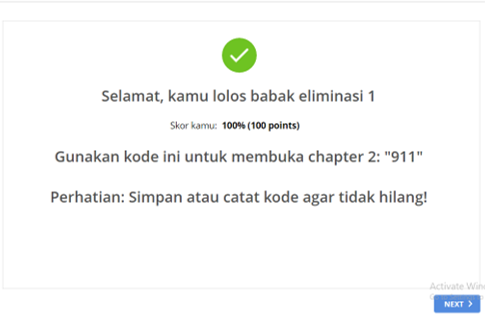 Selamat, kamu lolos babak eliminasi 1
Skor kamu: 100% (100 points)
Gunakan kode ini untuk membuka chapter 2: "911"
Perhatian: Simpan atau catat kode agar tidak hilang!
Activate Win
NEXT